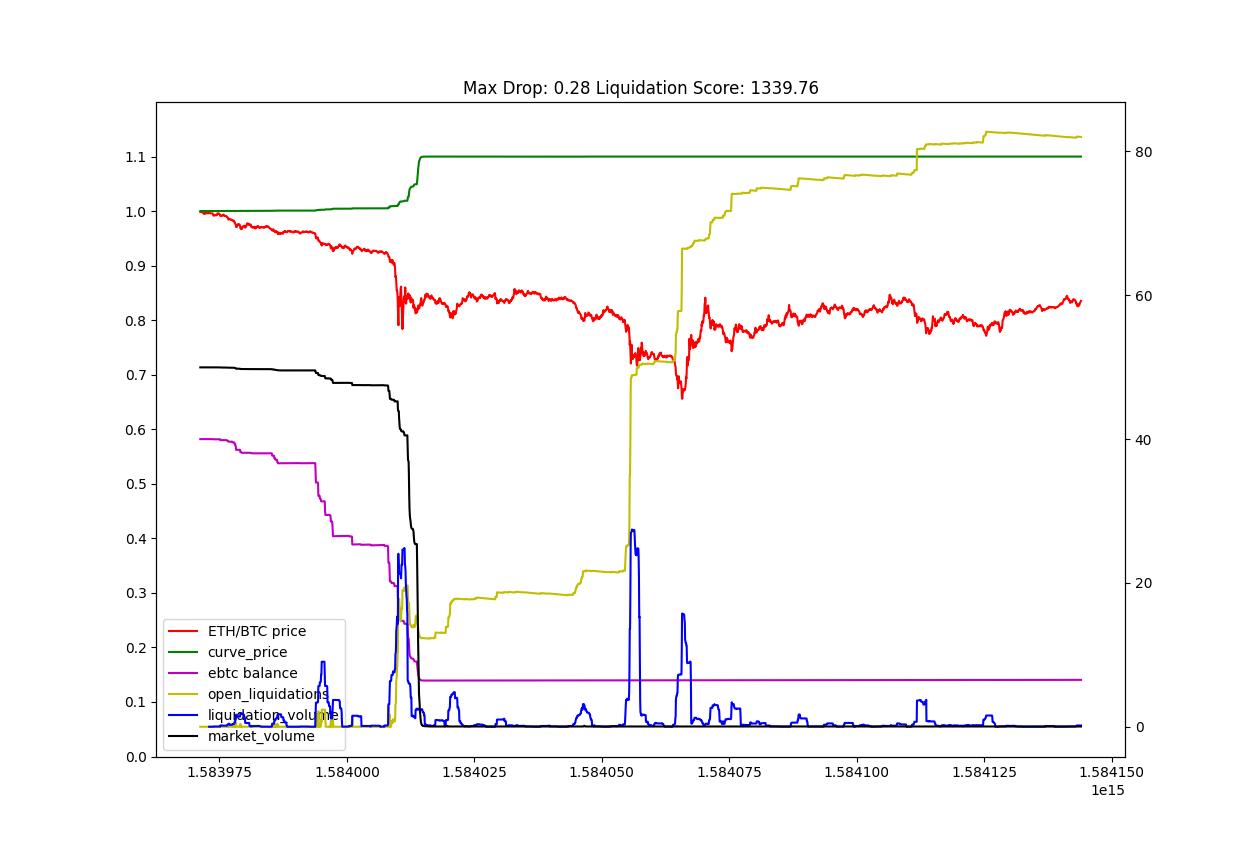 Max Drop: 0.28 Liquidation Score: 1339.76
1.1
1.0
0.9
0.8
0.7
0.6
0.5
0.4
0.3
0.2
0.1
0.0
80
60
40
20
0
ETH/BTC price
curve_price
ebtc balance
open_liquidations
liquidation_volume
market_volume
1.583975 1.584000 1.584025 1.584050 1.584075 1.584100 1.584125 1.584150
1e15